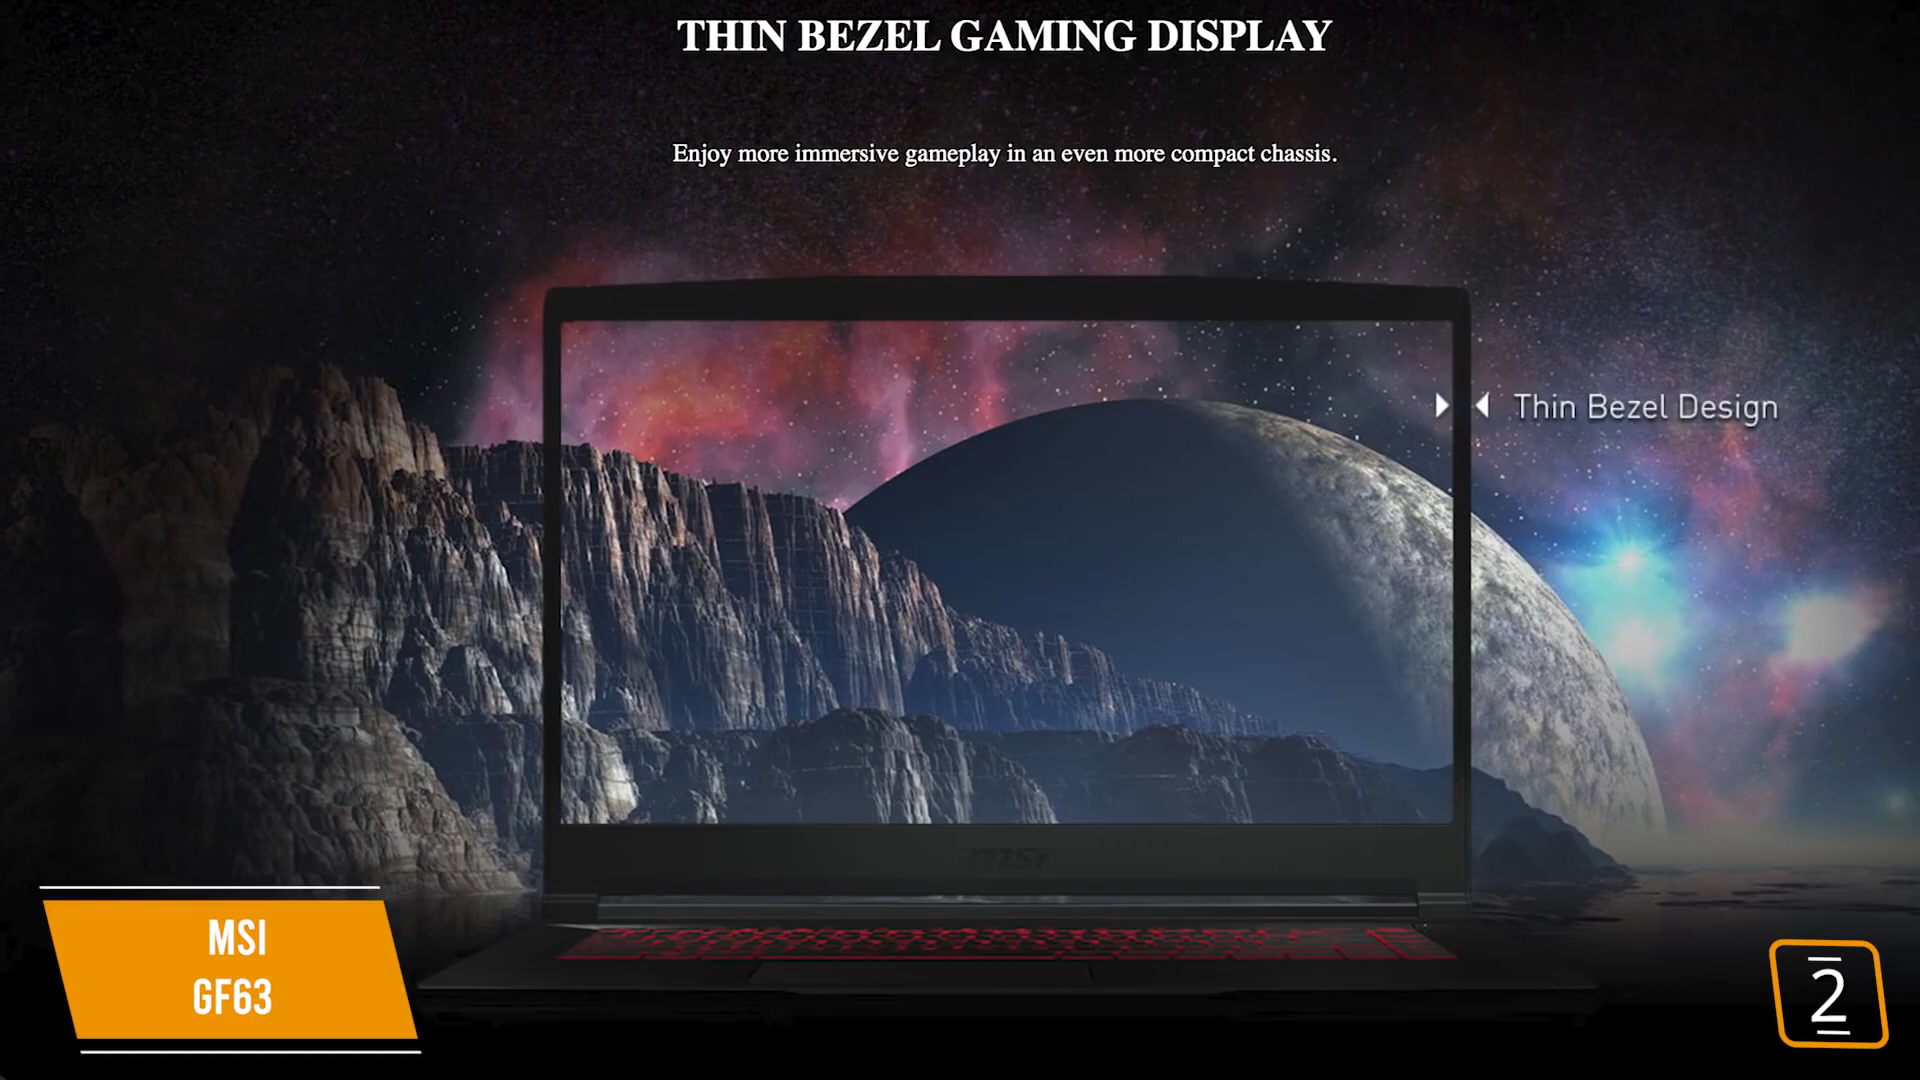 THIN BEZEL GAMING DISPLAY
Enjoy more immersive gameplay in an even more compact chassis.
Thin Bezel Design
msi
MSI
GF63
2